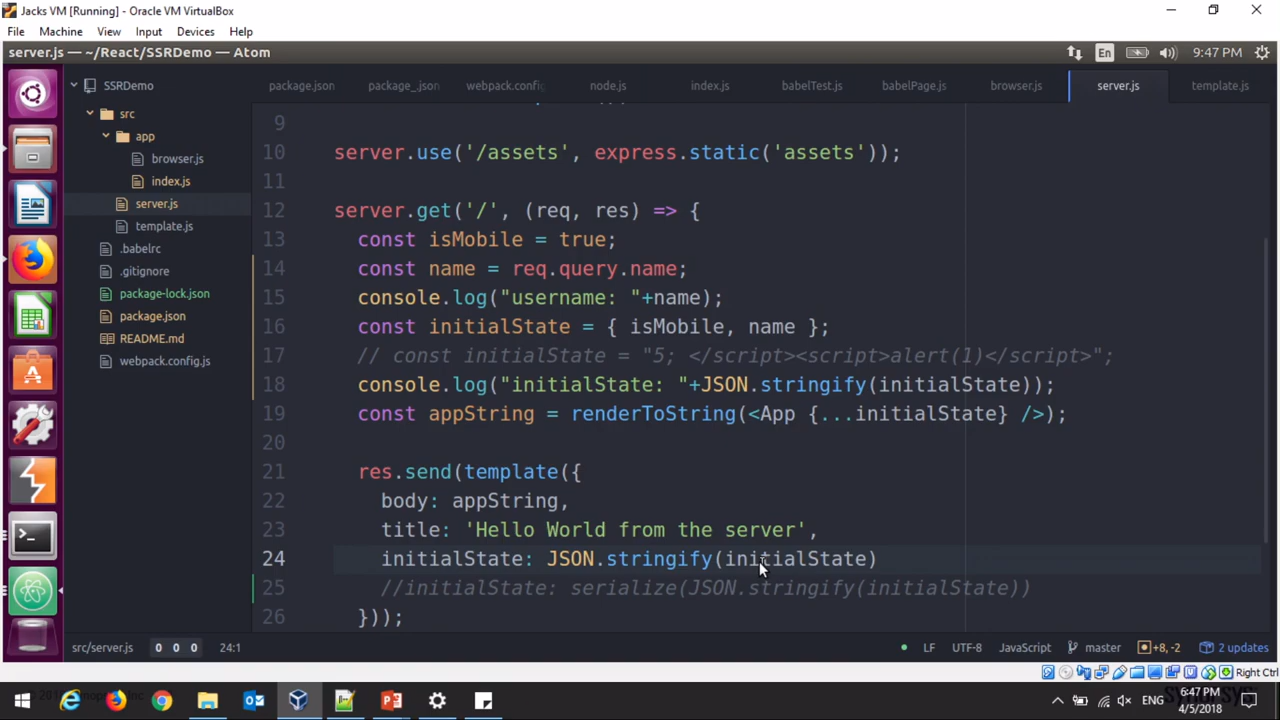 Jacks VM [Running] - Oracle VM VirtualBox
File Machine View Input Devices Help
server.js — ~/React/SSRDemo — Atom
En
9:47 PM
SSRDemo
src
app
browser.js
index.js
server.js
template.js
.babelrc
.gitignore
package-lock.json
package.json
README.md
webpack.config.js
package.json package_.json webpack.config node.js index.js babelTest.js babelPage.js browser.js server.js template.js
9
10 server.use('/assets', express.static('assets'));
11
12 server.get('/', (req, res) => {
13 const isMobile = true;
14 const name = req.query.name;
15 console.log("username: "+name);
16 const initialState = { isMobile, name };
17 // const initialState = "5; </script><script>alert(1)</script>";
18 console.log("initialState: "+JSON.stringify(initialState));
19 const appString = renderToString(<App {...initialState} />);
20
21 res.send(template({
22 body: appString,
23 title: 'Hello World from the server',
24 initialState: JSON.stringify(initialState)
25 //initialState: serialize(JSON.stringify(initialState))
26 }));
src/server.js 0 0 0 24:1 LF UTF-8 JavaScript master +8, -2 2 updates
Right Ctrl
ENG
6:47 PM
4/5/2018